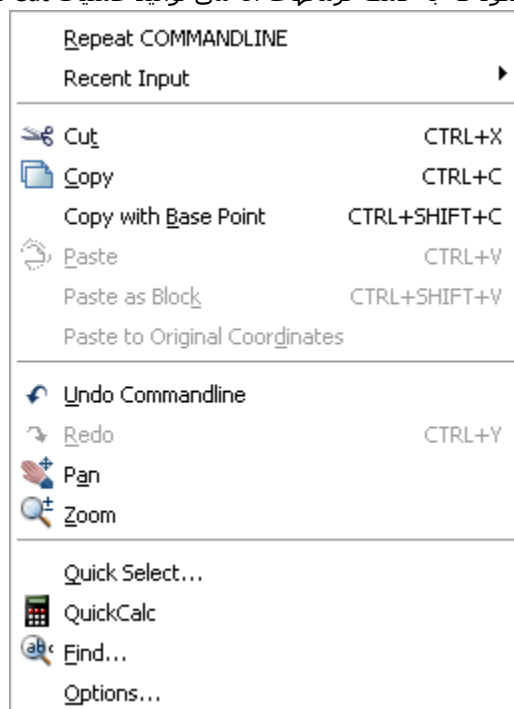 Repeat COMMANDLINE
Recent Input
Cut CTRL+X
Copy CTRL+C
Copy with Base Point CTRL+SHIFT+C
Paste CTRL+V
Paste as Block CTRL+SHIFT+V
Paste to Original Coordinates
Undo Commandline
Redo CTRL+Y
Pan
Zoom
Quick Select...
QuickCalc
Find...
Options...